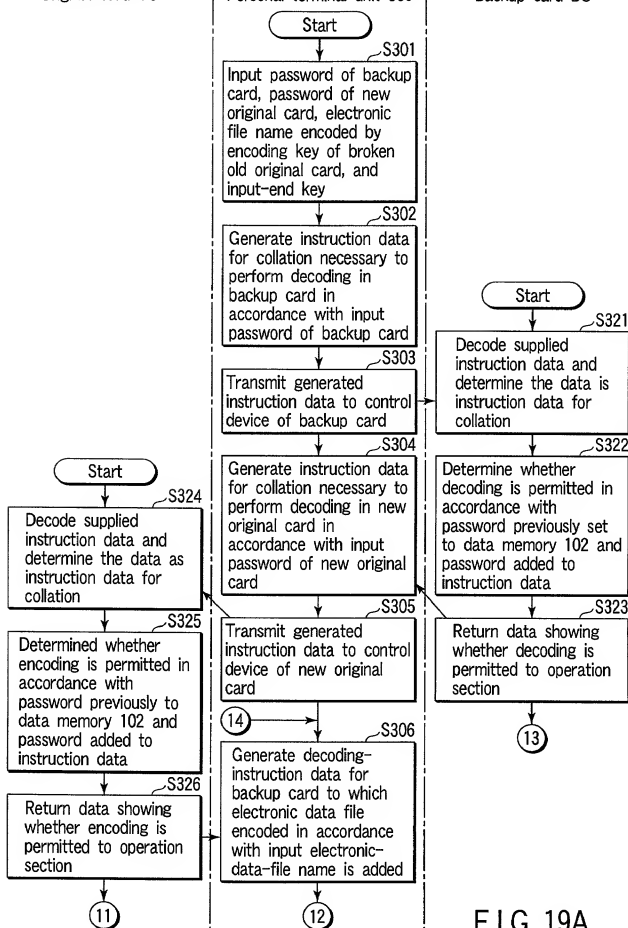 Start
S301
Input password of backup
card, password of new
original card, electronic
file name encoded by
encoding key of broken
old original card, and
input-end key
S302
Generate instruction data
for collation necessary to
perform decoding in
backup card in
accordance with input
password of backup card
S303
Transmit generated
instruction data to control
device of backup card
S304
Generate instruction data
for collation necessary to
perform decoding in new
original card in
accordance with input
password of new original
card
S305
Transmit generated
instruction data to control
device of new original
card
14
S306
Generate decoding-
instruction data for
backup card to which
electronic data file
encoded in accordance
with input electronic-
data-file name is added
12
Start
S321
Decode supplied
instruction data and
determine the data is
instruction data for
collation
S322
Determine whether
decoding is permitted in
accordance with
password previously set
to data memory 102 and
password added to
instruction data
S323
Return data showing
whether decoding is
permitted to operation
section
13
Start
S324
Decode supplied
instruction data and
determine the data as
instruction data for
collation
S325
Determined whether
encoding is permitted in
accordance with
password previously to
data memory 102 and
password added to
instruction data
S326
Return data showing
whether encoding is
permitted to operation
section
11
FIG. 19A